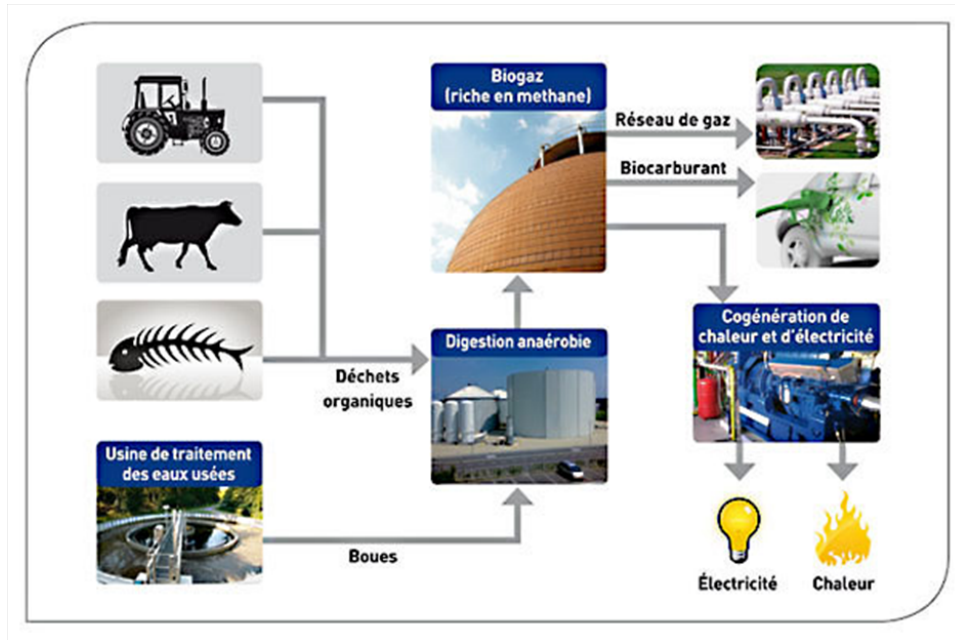 Biogaz
(riche en methane)
Réseau de gaz
Biocarburant
Digestion anaérobie
Cogénération de
chaleur et d'électricité
Déchets
organiques
Usine de traitement
des eaux usées
Boues
Électricité
Chaleur